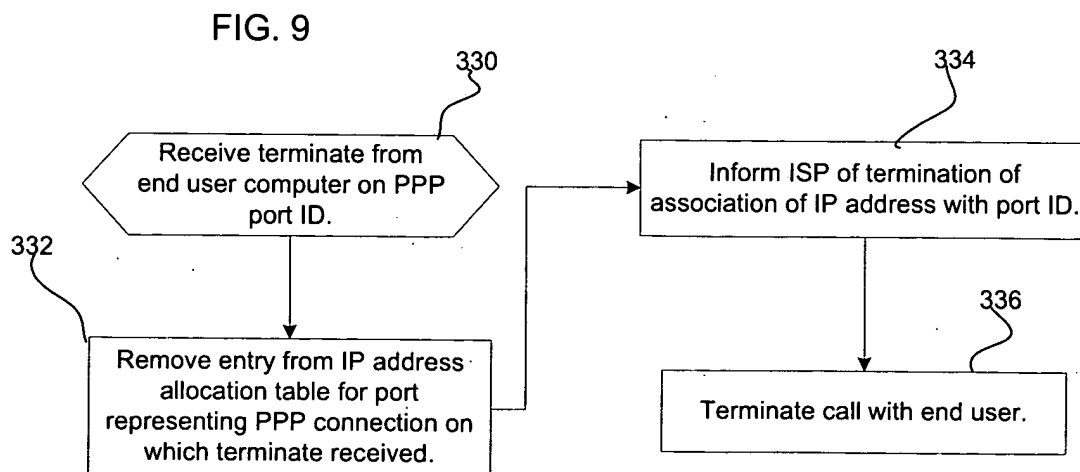 FIG. 9
330
Receive terminate from
end user computer on PPP
port ID.
332
Remove entry from IP address
allocation table for port
representing PPP connection on
which terminate received.
334
Inform ISP of termination of
association of IP address with port ID.
336
Terminate call with end user.